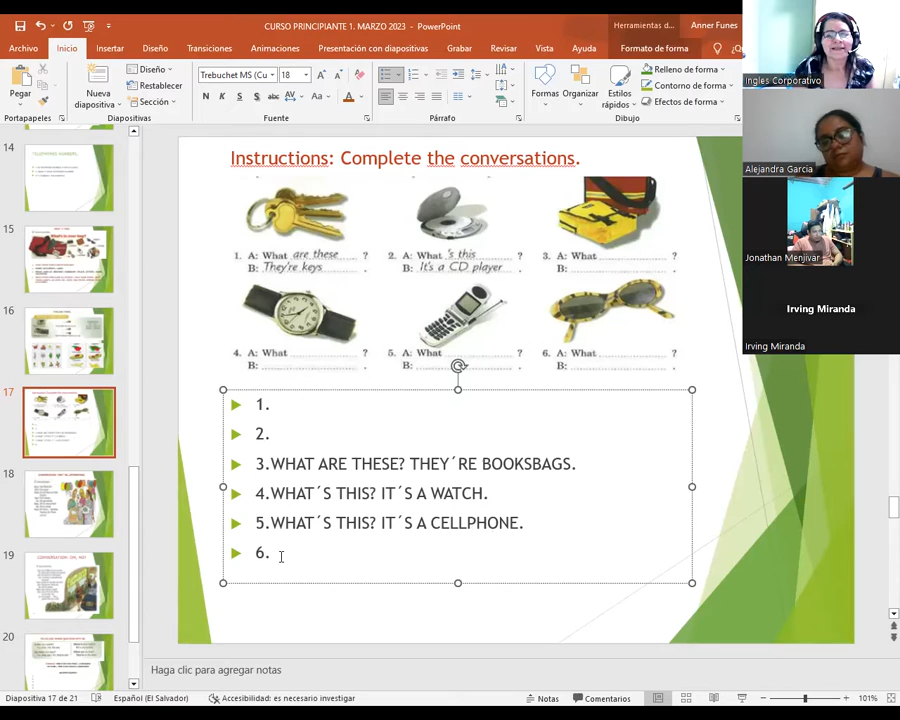 CURSO PRINCIPIANTE 1. MARZO 2023 - PowerPoint
Herramientas d...
Anner Funes
Archivo
Inicio
Insertar
Diseño
Transiciones
Animaciones
Presentación con diapositivas
Grabar
Revisar
Vista
Ayuda
Formato de forma
¿Q
Pegar
Nueva
diapositiva
Diseño
Restablecer
Sección
Trebuchet MS (Cu
18
N
K
S
S
abc
AV
Aa
A
Formas
Organizar
Estilos
rápidos
Relleno de forma
Contorno de forma
Efectos de forma
Portapapeles
Diapositivas
Fuente
Párrafo
Dibujo
Ingles Corporativo
Alejandra Garcia
Jonathan Menjivar
Irving Miranda
Irving Miranda
14
15
16
17
18
19
20
Instructions: Complete the conversations.
1. A: What are these ?
B: They're keys .
2. A: What 's this ?
B: It's a CD player .
3. A: What ?
B:
4. A: What ?
B: .
5. A: What ?
B: .
6. A: What ?
B: .
1.
2.
3.WHAT ARE THESE? THEY´RE BOOKSBAGS.
4.WHAT´S THIS? IT´S A WATCH.
5.WHAT´S THIS? IT´S A CELLPHONE.
6.
Haga clic para agregar notas
Diapositiva 17 de 21
Español (El Salvador)
Accesibilidad: es necesario investigar
Notas
Comentarios
101%